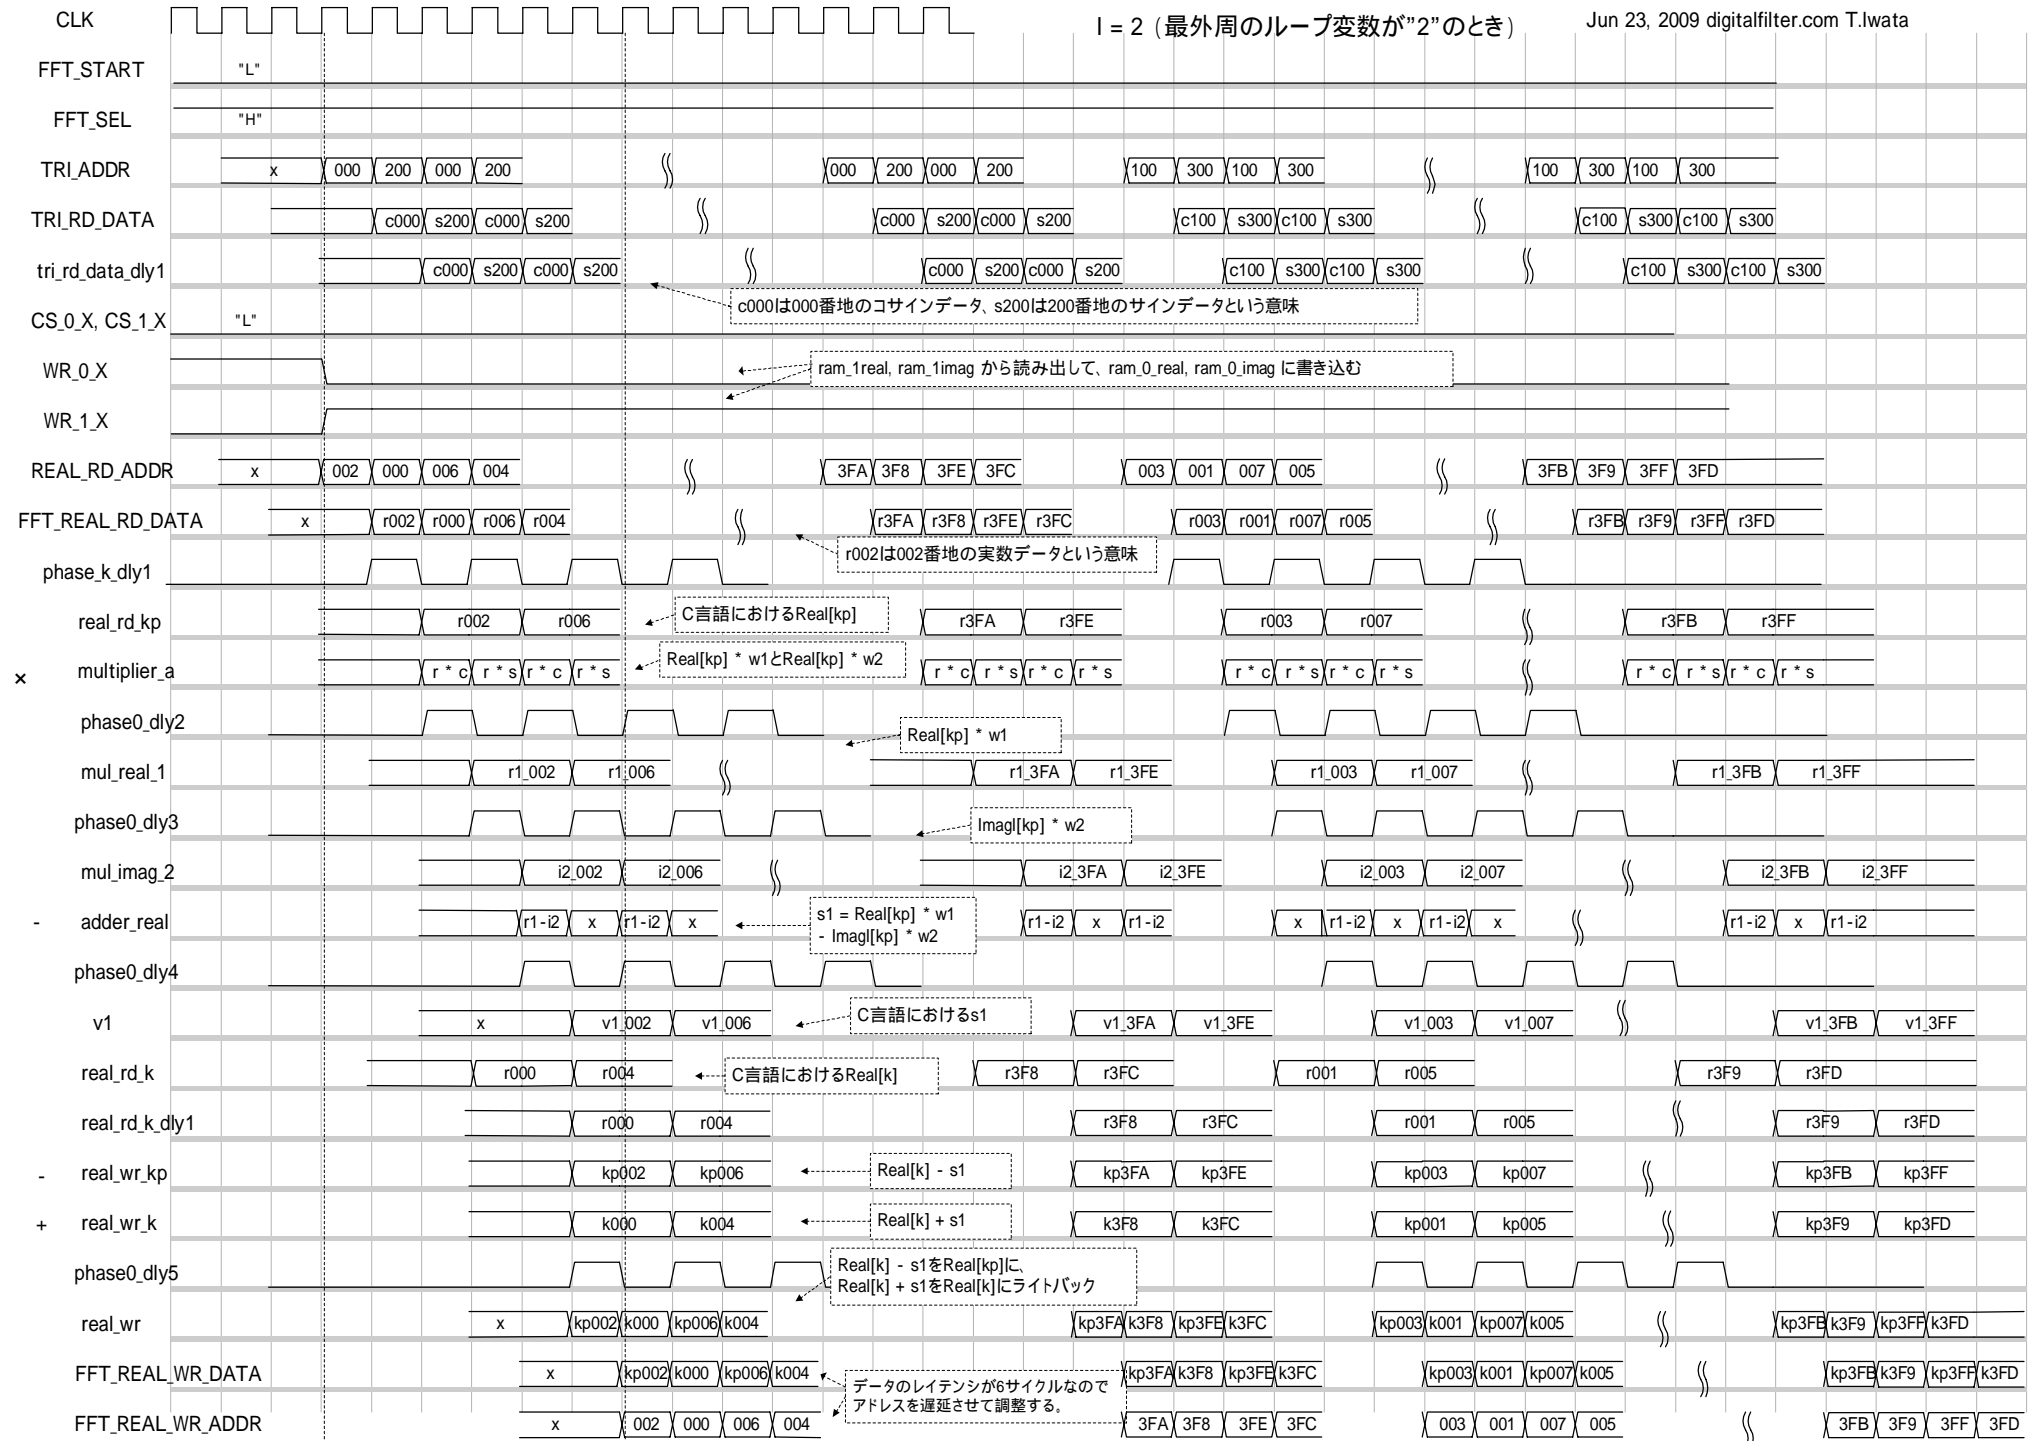 CLK l = 2 (最外周のループ変数が”2”のとき) Jun 23, 2009 digitalfilter.com T.Iwata
FFT_START "L"
FFT_SEL "H"
TRI_ADDR x 000 200 000 200 000 200 000 200 100 300 100 300 100 300 100 300
TRI_RD_DATA c000 s200 c000 s200 c000 s200 c000 s200 c100 s300 c100 s300 c100 s300 c100 s300
tri_rd_data_dly1 c000 s200 c000 s200 c000 s200 c000 s200 c100 s300 c100 s300 c100 s300 c100 s300
c000は000番地のコサインデータ、s200は200番地のサインデータという意味
CS_0_X, CS_1_X "L"
WR_0_X ram_1real, ram_1imag から読み出して、ram_0_real, ram_0_imag に書き込む
WR_1_X
REAL_RD_ADDR x 002 000 006 004 3FA 3F8 3FE 3FC 003 001 007 005 3FB 3F9 3FF 3FD
FFT_REAL_RD_DATA x r002 r000 r006 r004 r3FA r3F8 r3FE r3FC r003 r001 r007 r005 r3FB r3F9 r3FF r3FD
r002は002番地の実数データという意味
phase_k_dly1
real_rd_kp r002 r006 C言語におけるReal[kp] r3FA r3FE r003 r007 r3FB r3FF
Real[kp] * w1とReal[kp] * w2
× multiplier_a r * c r * s r * c r * s r * c r * s r * c r * s r * c r * s r * c r * s r * c r * s r * c r * s
phase0_dly2
Real[kp] * w1
mul_real_1 r1_002 r1_006 r1_3FA r1_3FE r1_003 r1_007 r1_3FB r1_3FF
phase0_dly3 Imagl[kp] * w2
mul_imag_2 i2_002 i2_006 i2_3FA i2_3FE i2_003 i2_007 i2_3FB i2_3FF
- adder_real r1-i2 x r1-i2 x s1 = Real[kp] * w1
- Imagl[kp] * w2
r1-i2 x r1-i2 x r1-i2 x r1-i2 x r1-i2 x r1-i2
phase0_dly4
v1 x v1_002 v1_006 C言語におけるs1 v1_3FA v1_3FE v1_003 v1_007 v1_3FB v1_3FF
real_rd_k r000 r004 C言語におけるReal[k] r3F8 r3FC r001 r005 r3F9 r3FD
real_rd_k_dly1 r000 r004 r3F8 r3FC r001 r005 r3F9 r3FD
- real_wr_kp kp002 kp006 Real[k] - s1 kp3FA kp3FE kp003 kp007 kp3FB kp3FF
+ real_wr_k k000 k004 Real[k] + s1 k3F8 k3FC kp001 kp005 kp3F9 kp3FD
phase0_dly5 Real[k] - s1をReal[kp]に、
Real[k] + s1をReal[k]にライトバック
real_wr x kp002 k000 kp006 k004 kp3FA k3F8 kp3FE k3FC kp003 k001 kp007 k005 kp3FB k3F9 kp3FF k3FD
FFT_REAL_WR_DATA x kp002 k000 kp006 k004 kp3FA k3F8 kp3FE k3FC kp003 k001 kp007 k005 kp3FB k3F9 kp3FF k3FD
データのレイテンシが6サイクルなので
アドレスを遅延させて調整する。
FFT_REAL_WR_ADDR x 002 000 006 004 3FA 3F8 3FE 3FC 003 001 007 005 3FB 3F9 3FF 3FD